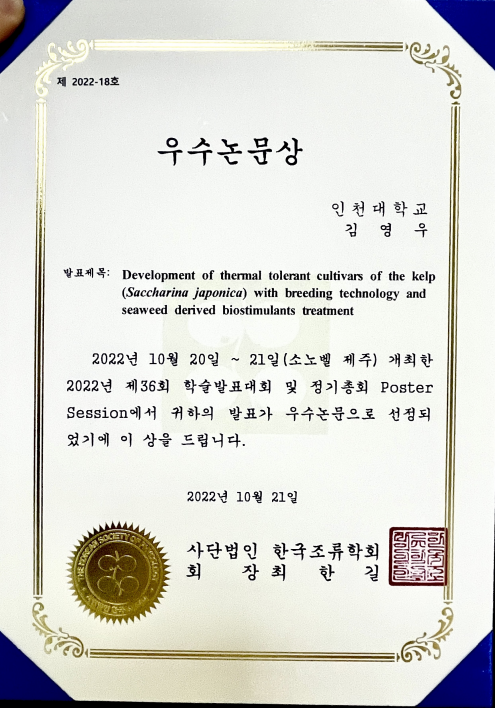 제 2022-18호
우수논문상
인천대학교
김 영 우
발표제목: Development of thermal tolerant cultivars of the kelp
(Saccharina japonica) with breeding technology and
seaweed derived biostimulants treatment
2022년 10월 20일 ~ 21일(소노벨 제주) 개최한
2022년 제36회 학술발표대회 및 정기총회 Poster
Session에서 귀하의 발표가 우수논문으로 선정되
었기에 이 상을 드립니다.
2022년 10월 21일
사단법인 한국조류학회
회 장 최 한 길
THE KOREAN SOCIETY OF